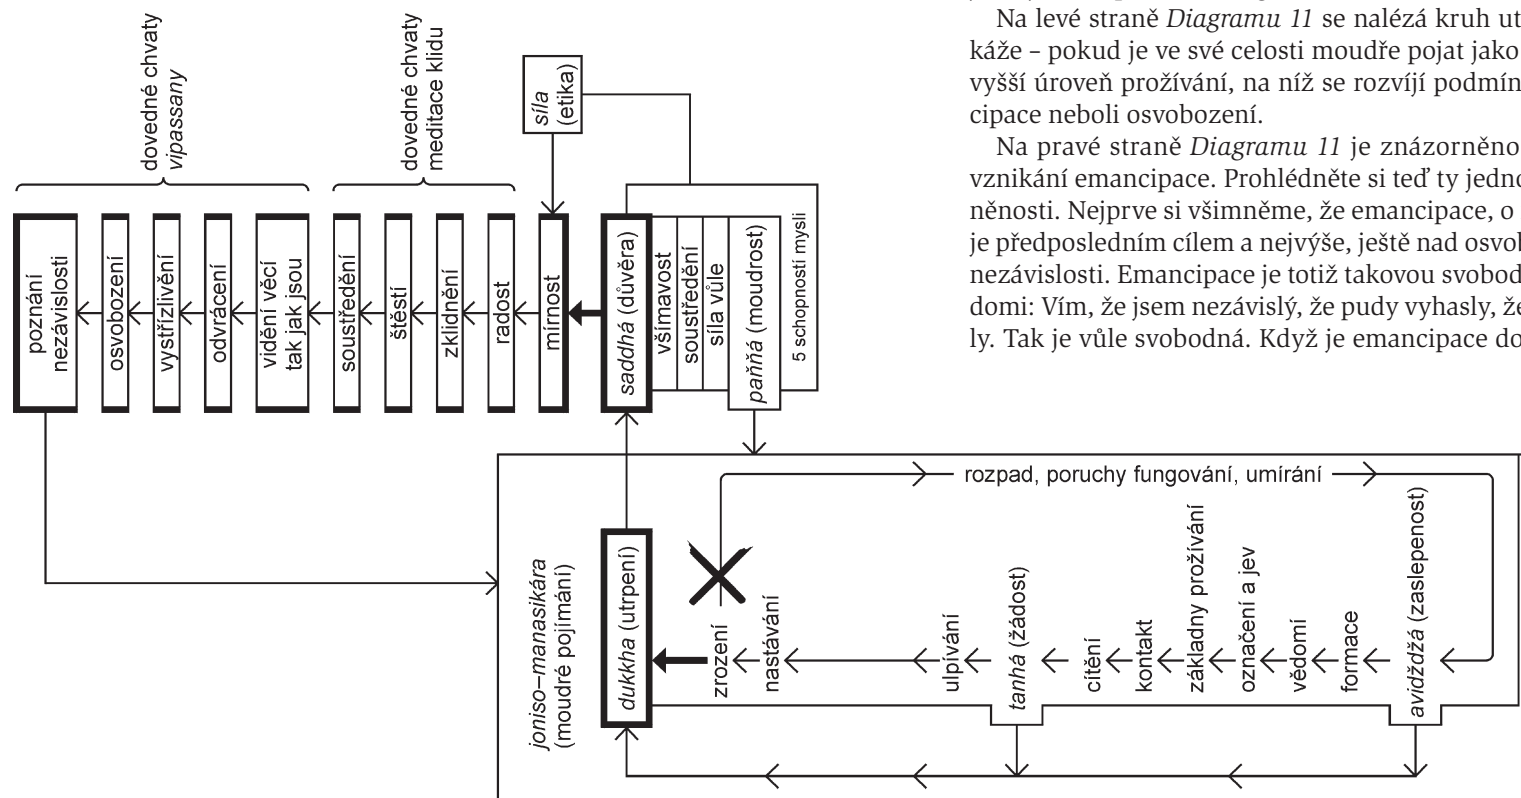 Na levé straně Diagramu 11 se nalézá kruh
káže – pokud je ve své celosti moudře pojat jako
vyšší úroveň prožívání, na níž se rozvíjí
cipace neboli osvobození.
Na pravé straně Diagramu 11 je znázorněno
vznikání emancipace. Prohlédněte si teď ty
něnosti. Nejprve si všimněme, že emancipace, o
je předposledním cílem a nejvýše, ještě nad
nezávislosti. Emancipace je totiž takovou
domi: Vím, že jsem nezávislý, že pudy vyhasly,
ly. Tak je vůle svobodná. Když je emancipace
dovedné chvaty
vipassany
dovedné chvaty
meditace klidu
síla
(etika)
poznání
nezávislosti
osvobození
vystřízlivění
odvrácení
vidění věcí
tak jak jsou
soustředění
štěstí
zklidnění
radost
mírnost
saddhá (důvěra)
všímavost
soustředění
síla vůle
paňňá (moudrost)
5 schopností mysli
rozpad, poruchy fungování, umírání
joniso–manasikára
(moudré pojímání)
dukkha (utrpení)
zrození
nastávání
ulpívání
tanhá (žádost)
cítění
kontakt
základny prožívání
označení a jev
vědomí
formace
avidždžá (zaslepenost)